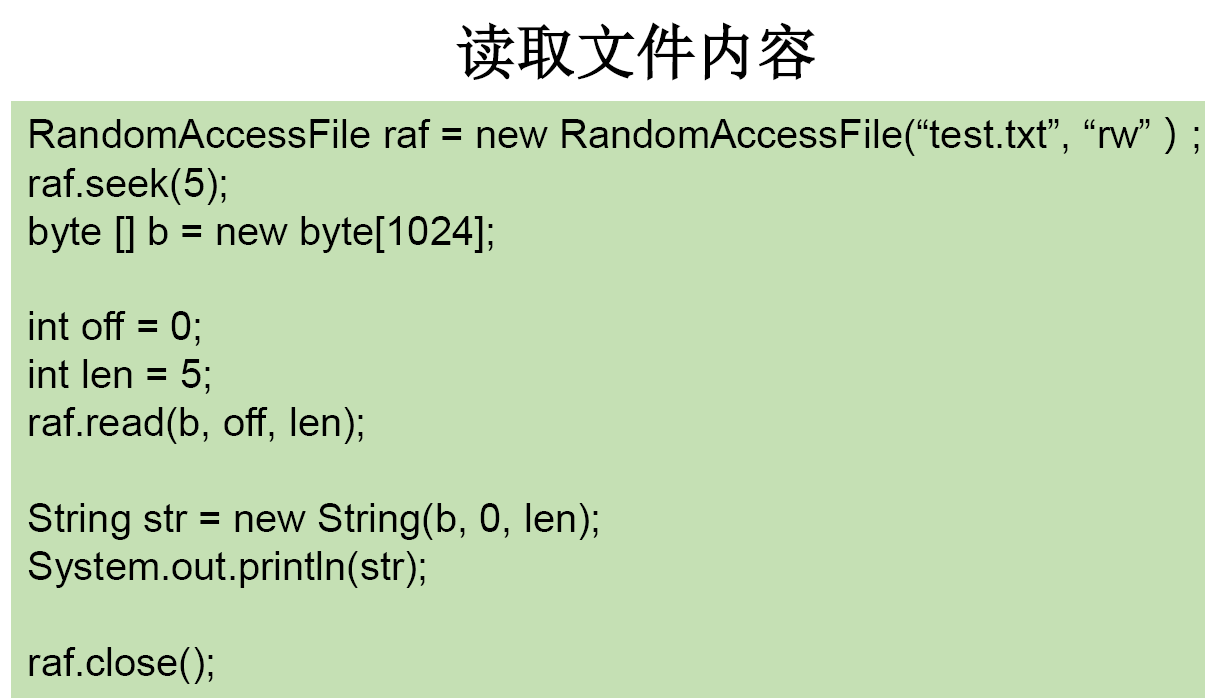 读取文件内容
RandomAccessFile raf = new RandomAccessFile(“test.txt”, “rw” ) ;
raf.seek(5);
byte [] b = new byte[1024];
int off = 0;
int len = 5;
raf.read(b, off, len);
String str = new String(b, 0, len);
System.out.println(str);
raf.close();